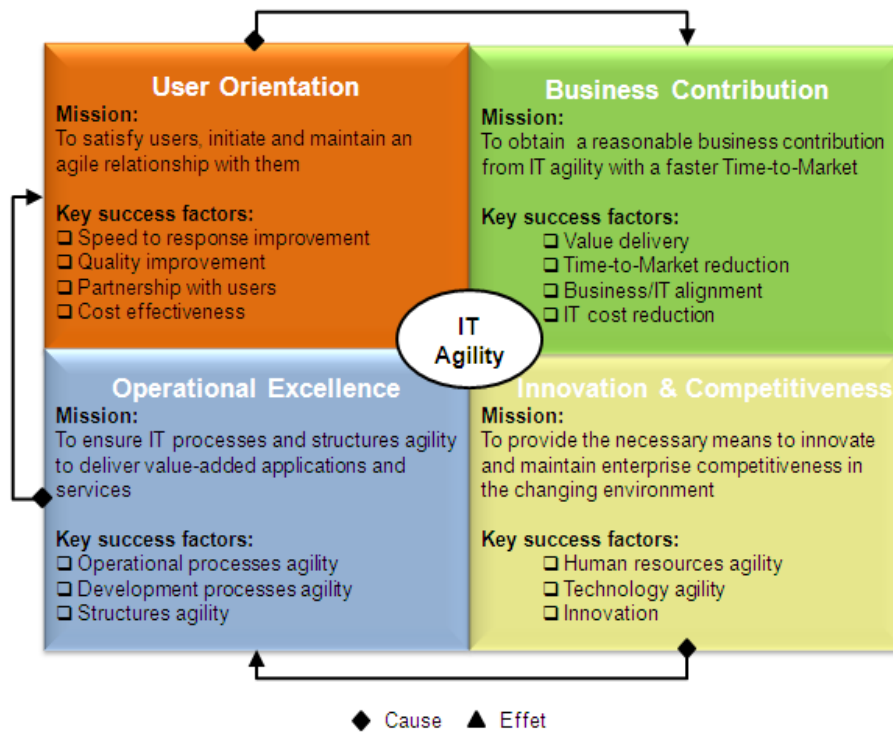 User Orientation
Mission:
To satisfy users, initiate and maintain an
agile relationship with them
Key success factors:
❑ Speed to response improvement
❑ Quality improvement
❑ Partnership with users
❑ Cost effectiveness
Business Contribution
Mission:
To obtain a reasonable business contribution
from IT agility with a faster Time-to-Market
Key success factors:
❑ Value delivery
❑ Time-to-Market reduction
❑ Business/IT alignment
❑ IT cost reduction
IT
Agility
Operational Excellence
Mission:
To ensure IT processes and structures agility
to deliver value-added applications and
services
Key success factors:
❑ Operational processes agility
❑ Development processes agility
❑ Structures agility
Innovation & Competitiveness
Mission:
To provide the necessary means to innovate
and maintain enterprise competitiveness in
the changing environment
Key success factors:
❑ Human resources agility
❑ Technology agility
❑ Innovation
◆ Cause ▲ Effet